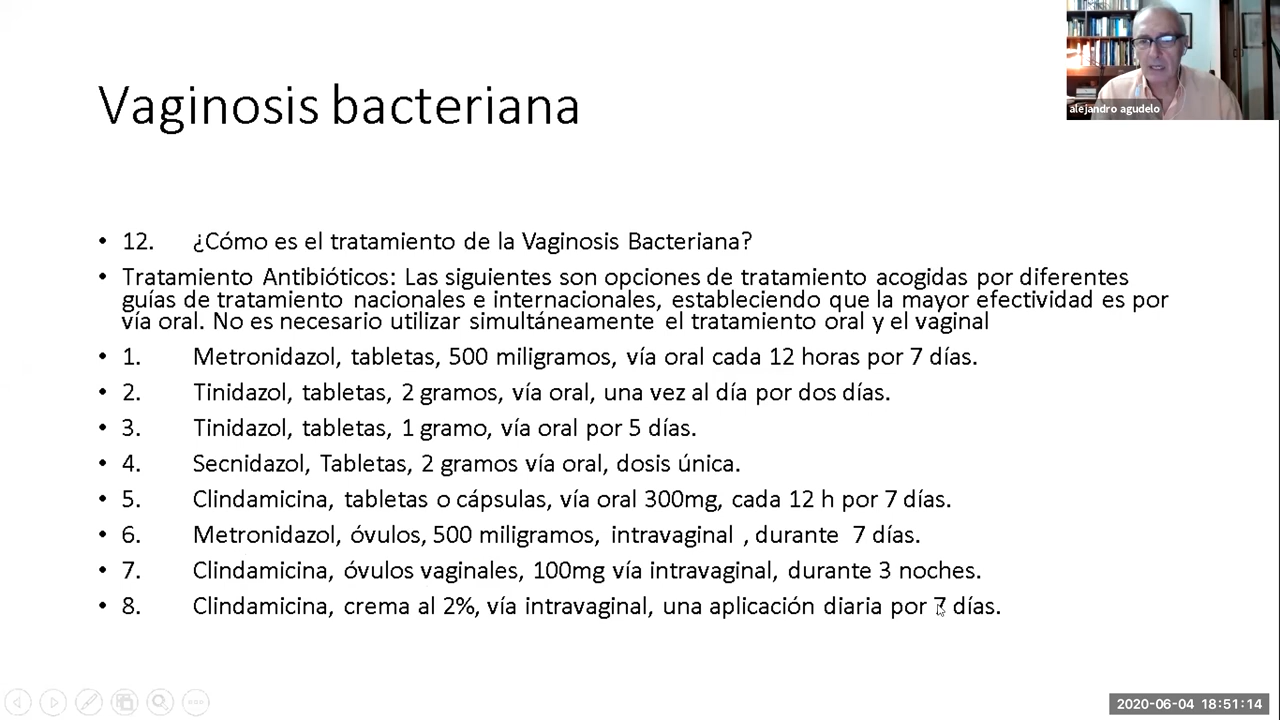 alejandro agudelo
Vaginosis bacteriana
• 12. ¿Cómo es el tratamiento de la Vaginosis Bacteriana?
• Tratamiento Antibióticos: Las siguientes son opciones de tratamiento acogidas por diferentes
guías de tratamiento nacionales e internacionales, estableciendo que la mayor efectividad es por
vía oral. No es necesario utilizar simultáneamente el tratamiento oral y el vaginal
• 1. Metronidazol, tabletas, 500 miligramos, vía oral cada 12 horas por 7 días.
• 2. Tinidazol, tabletas, 2 gramos, vía oral, una vez al día por dos días.
• 3. Tinidazol, tabletas, 1 gramo, vía oral por 5 días.
• 4. Secnidazol, Tabletas, 2 gramos vía oral, dosis única.
• 5. Clindamicina, tabletas o cápsulas, vía oral 300mg, cada 12 h por 7 días.
• 6. Metronidazol, óvulos, 500 miligramos, intravaginal , durante 7 días.
• 7. Clindamicina, óvulos vaginales, 100mg vía intravaginal, durante 3 noches.
• 8. Clindamicina, crema al 2%, vía intravaginal, una aplicación diaria por 7 días.
2020-06-04 18:51:14